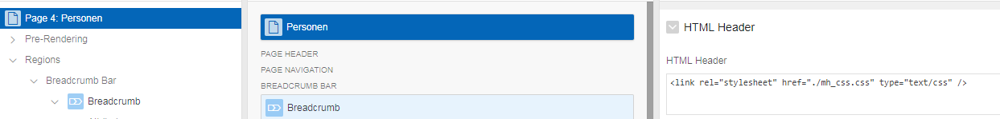 Page 4: Personen
Pre-Rendering
Regions
Breadcrumb Bar
Breadcrumb
Personen
PAGE HEADER
PAGE NAVIGATION
BREADCRUMB BAR
Breadcrumb
HTML Header
HTML Header
<link rel="stylesheet" href="./mh_css.css" type="text/css" />